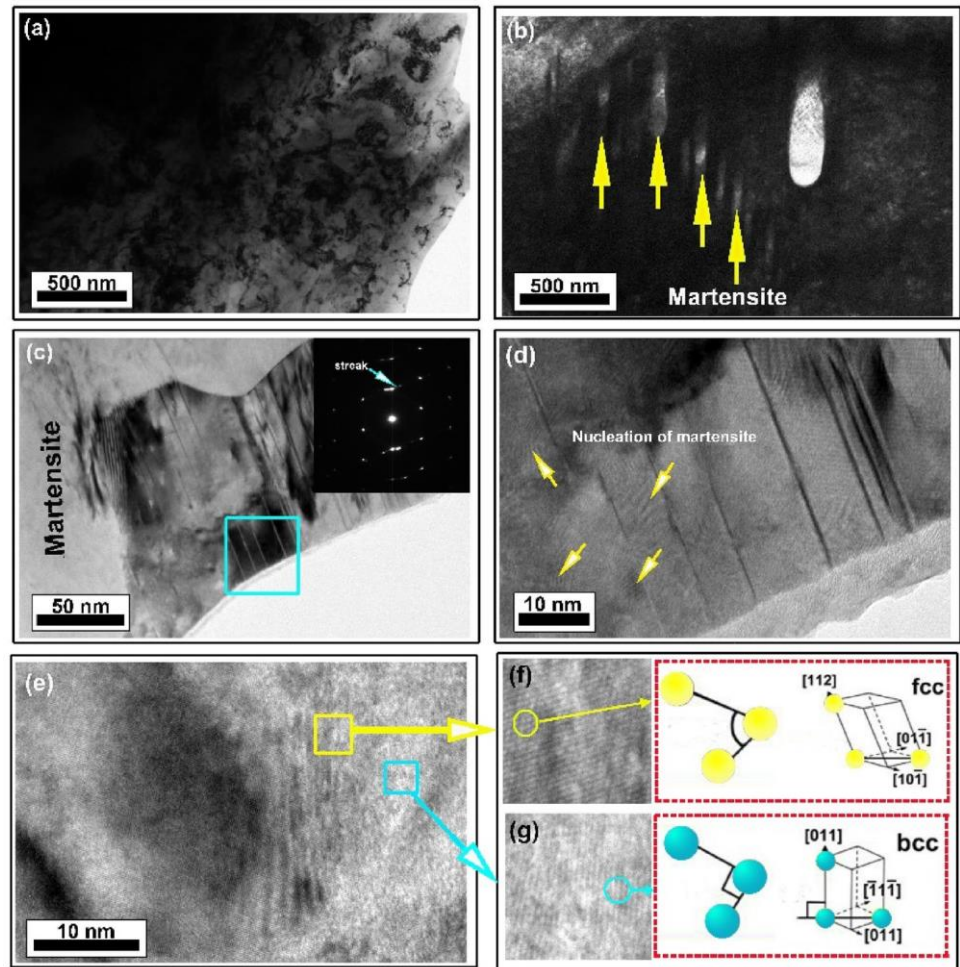 (a)
500 nm
(b)
500 nm
Martensite
(c)
streak
Martensite
50 nm
(d)
Nucleation of martensite
10 nm
(e)
10 nm
(f)
fcc
[112]
[011̄]
[101̄]
(g)
bcc
[011]
[1̄11̄]
[011]